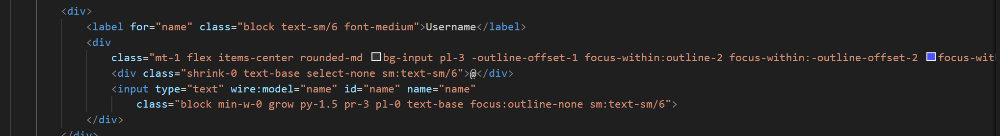 <div>
<label for="name" class="block text-sm/6 font-medium">Username</label>
<div
class="mt-1 flex items-center rounded-md bg-input pl-3 -outline-offset-1 focus-within:outline-2 focus-within:-outline-offset-2 focus-wit
<div class="shrink-0 text-base select-none sm:text-sm/6">@</div>
<input type="text" wire:model="name" id="name" name="name"
class="block min-w-0 grow py-1.5 pr-3 pl-0 text-base focus:outline-none sm:text-sm/6">
</div>
</div>